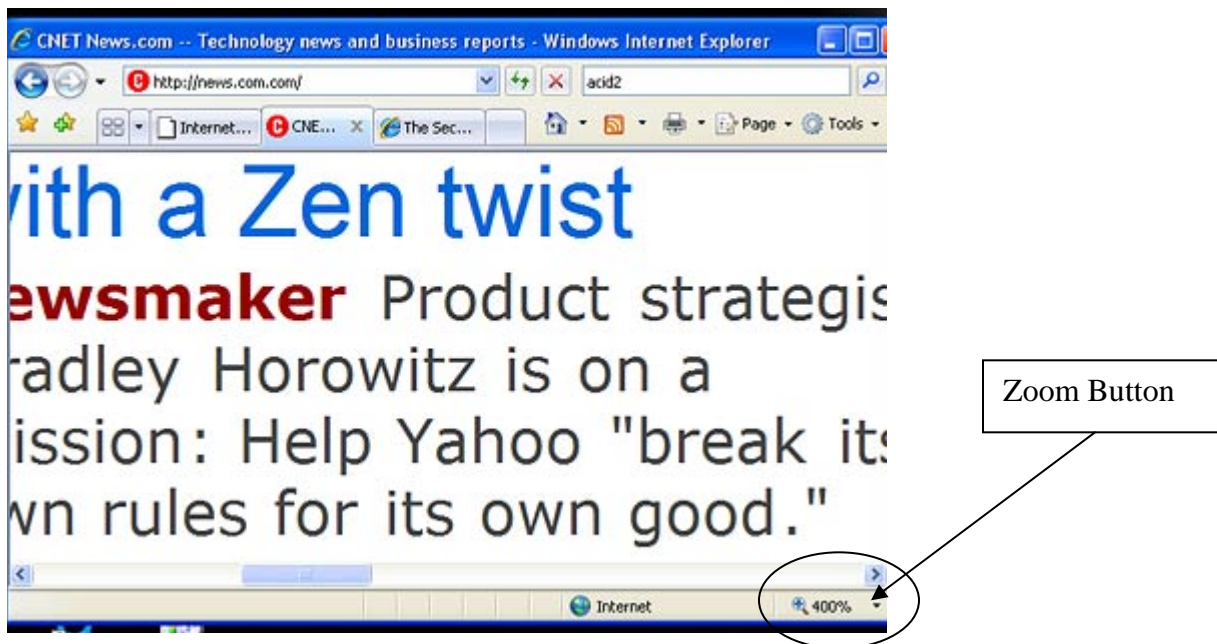 CNET News.com -- Technology news and business reports - Windows Internet Explorer
http://news.com.com/ acid2
Internet... CNE... The Sec... Page Tools
with a Zen twist
ewsmaker Product strategis
radley Horowitz is on a
ission: Help Yahoo "break its
wn rules for its own good."
Internet 400%
Zoom Button